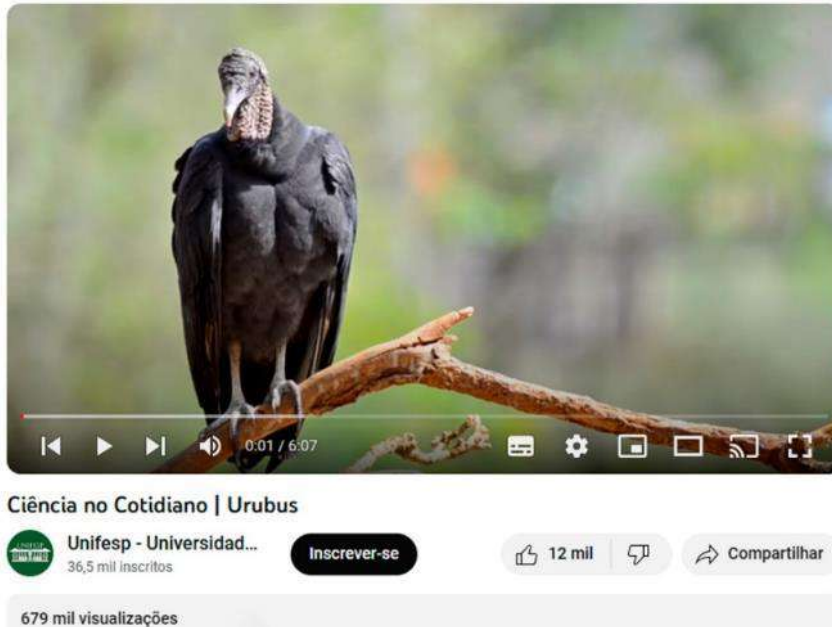 0:01 / 6:07
Ciência no Cotidiano | Urubus
Unifesp - Universidad...
36,5 mil inscritos
Inscrever-se
12 mil
Compartilhar
679 mil visualizações